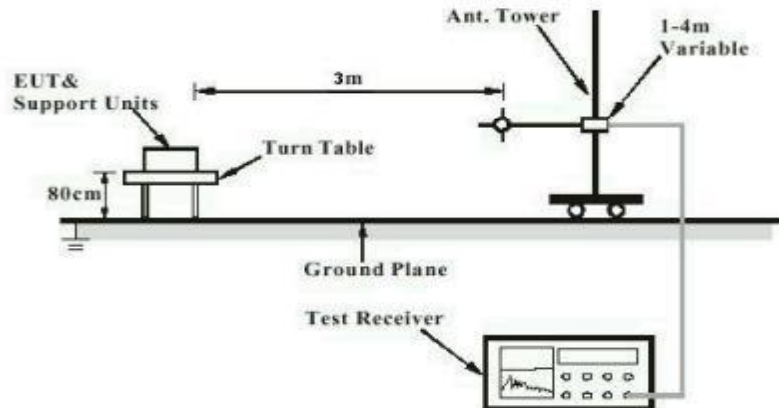 Ant. Tower
1-4m
Variable
3m
EUT&
Support Units
Turn Table
80cm
Ground Plane
Test Receiver